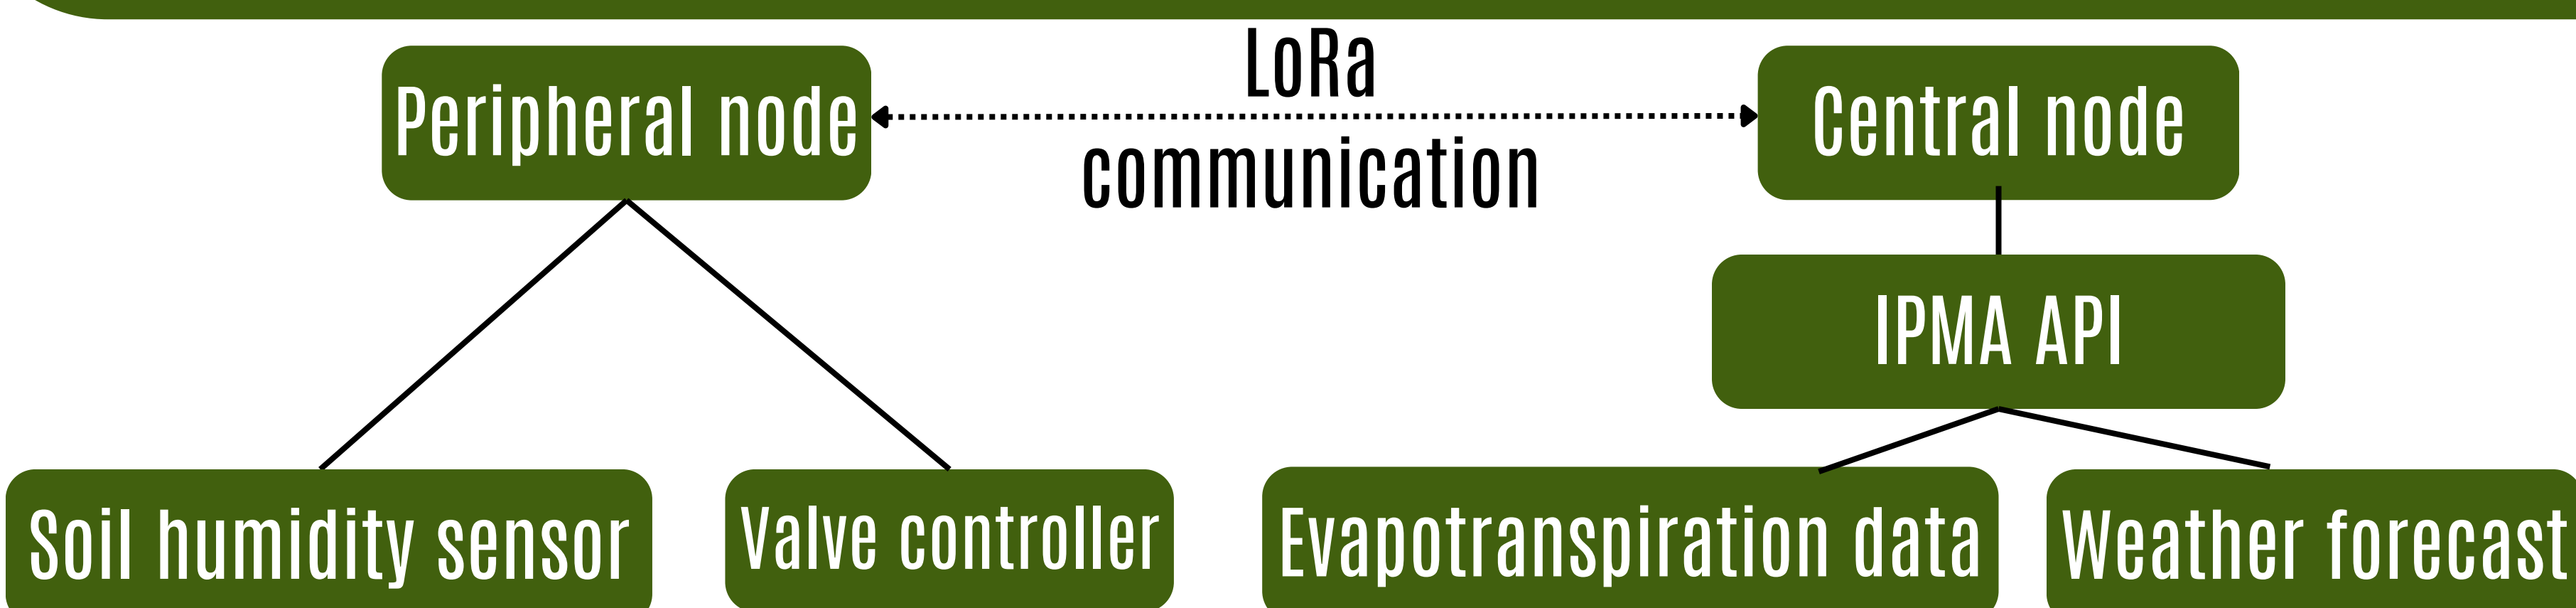 Peripheral node
LoRa
communication
Central node
IPMA API
Soil humidity sensor
Valve controller
Evapotranspiration data
Weather forecast